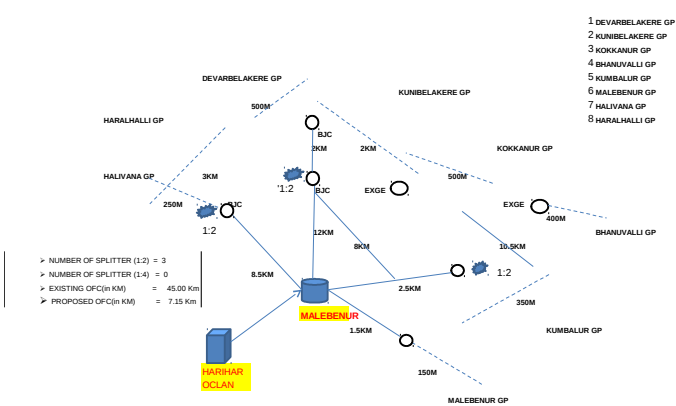 1 DEVARBELAKERE GP
2 KUNIBELAKERE GP
3 KOKKANUR GP
4 BHANUVALLI GP
5 KUMBALUR GP
6 MALEBENUR GP
7 HALIVANA GP
8 HARALHALLI GP
DEVARBELAKERE GP
KUNIBELAKERE GP
500M
HARALHALLI GP
BJC
2KM
2KM
KOKKANUR GP
HALIVANA GP
3KM
500M
'1:2
BJC
EXGE
250M
BJC
EXGE
400M
1:2
12KM
BHANUVALLI GP
8KM
10.5KM
➢ NUMBER OF SPLITTER (1:2) = 3
➢ NUMBER OF SPLITTER (1:4) = 0
➢ EXISTING OFC(in KM) = 45.00 Km
➢ PROPOSED OFC(in KM) = 7.15 Km
8.5KM
1:2
2.5KM
350M
MALEBENUR
1.5KM
KUMBALUR GP
HARIHAR
OCLAN
150M
MALEBENUR GP